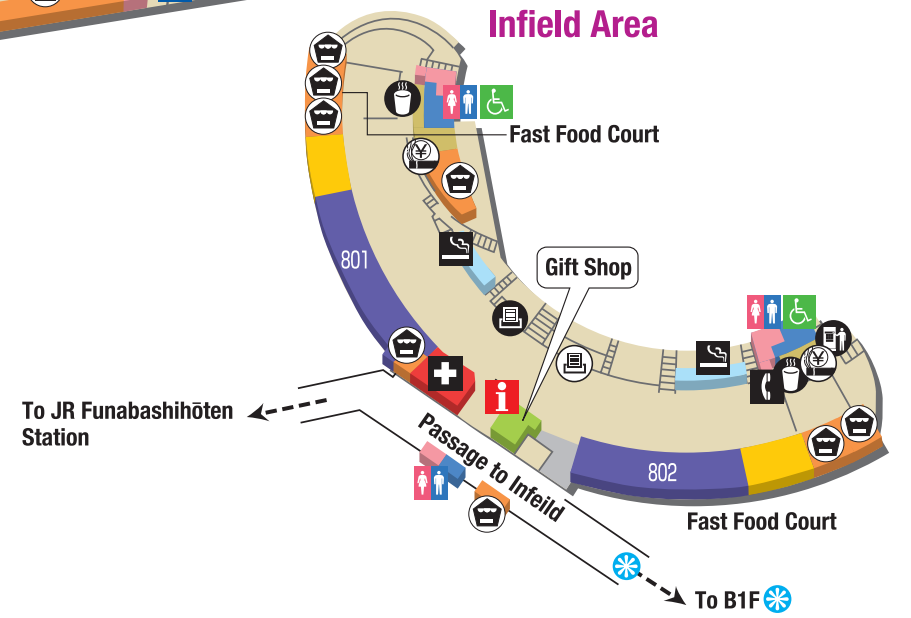 Infield Area
Fast Food Court
¥
801
Gift Shop
i
To JR Funabashihōten
Station
Passage to Infeild
¥
802
Fast Food Court
To B1F